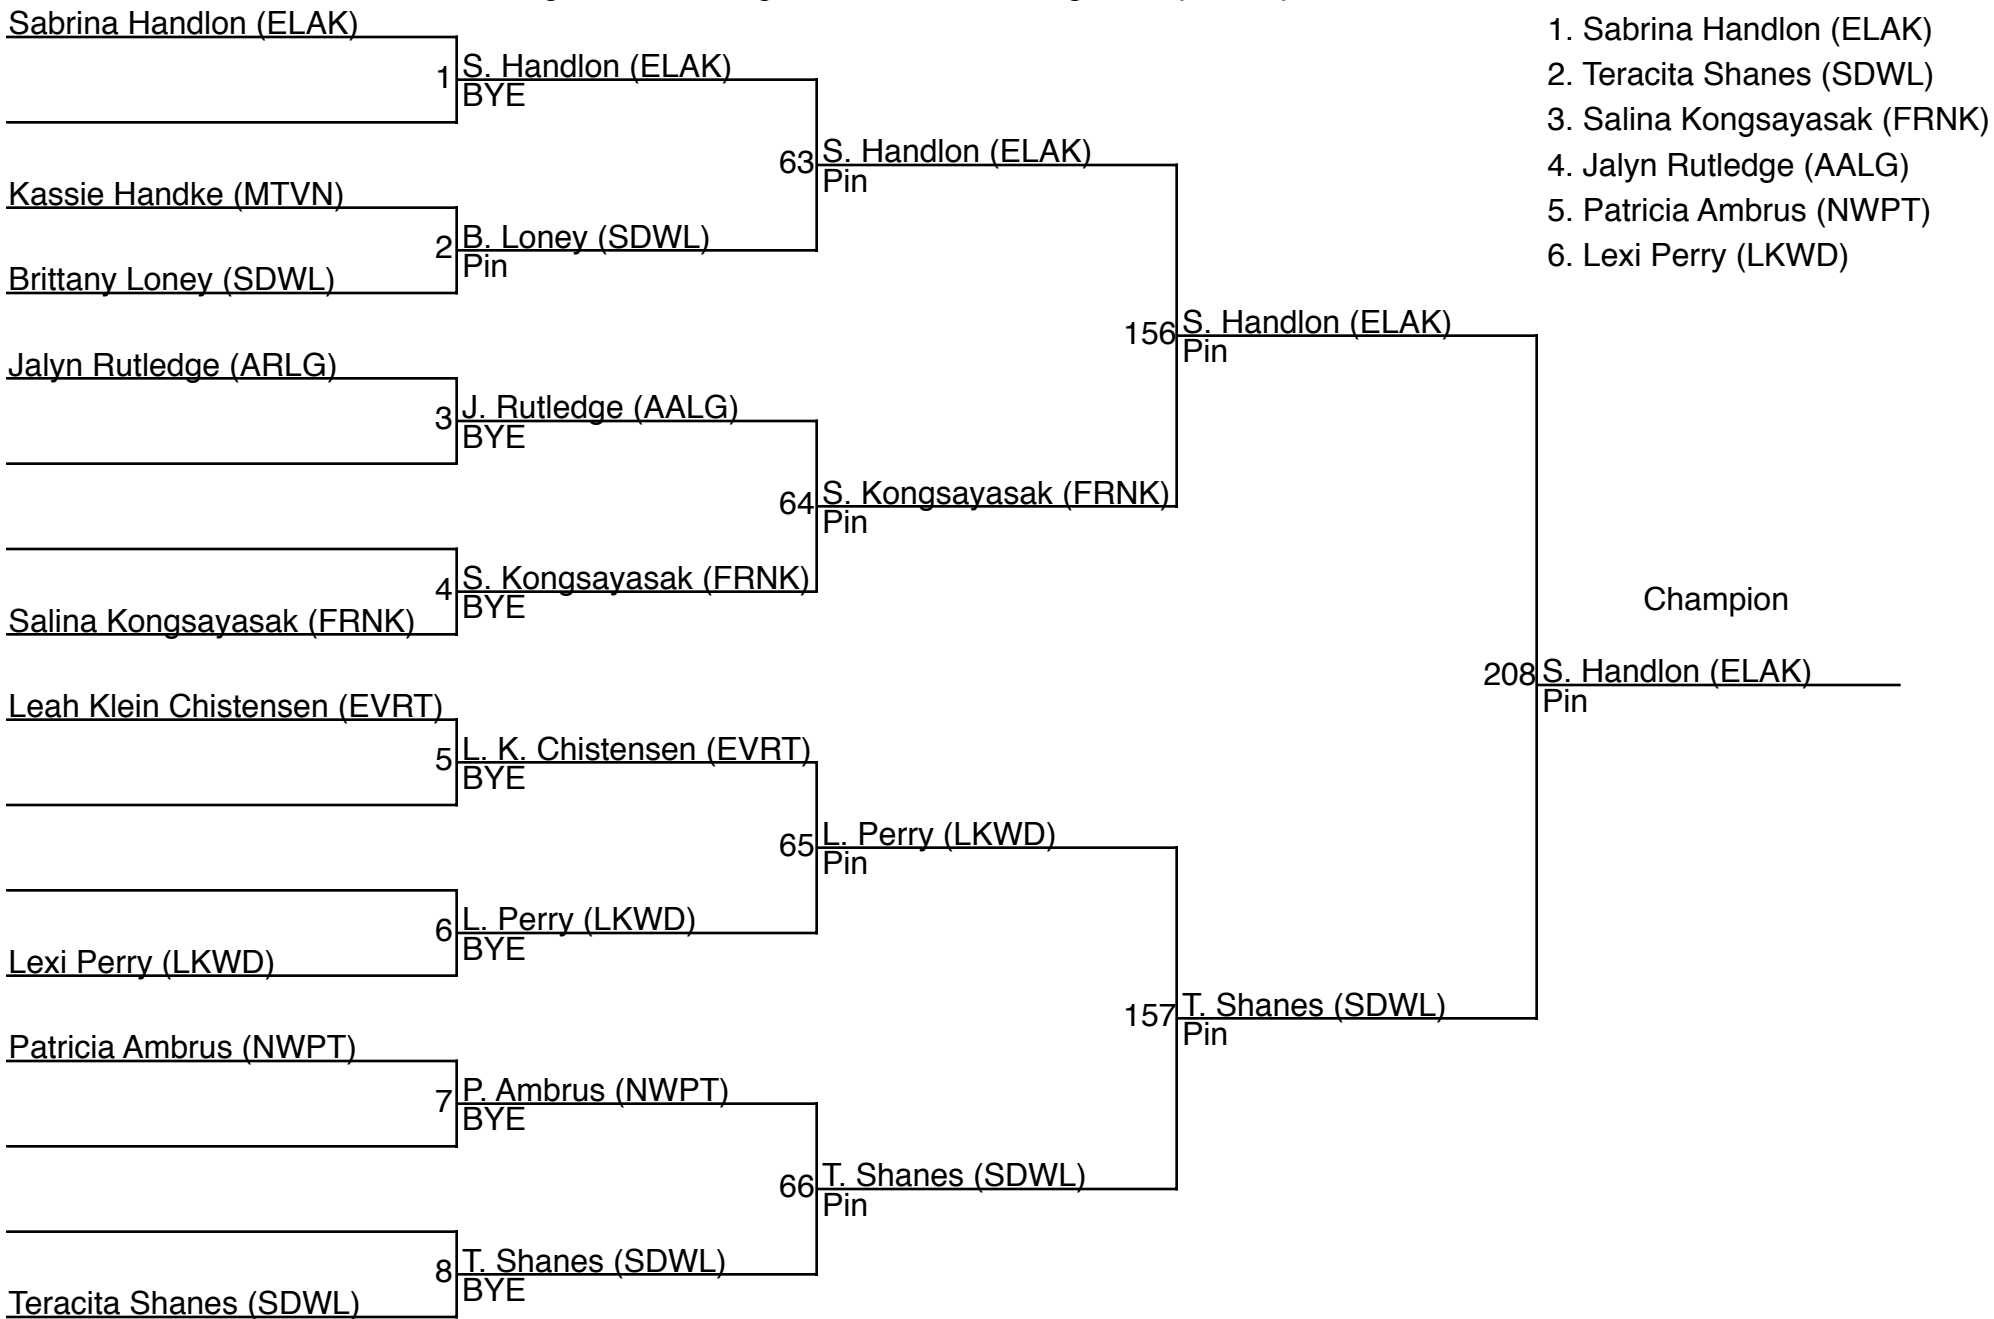 Sabrina Handlon (ELAK)
1
S. Handlon (ELAK)
BYE
Kassie Handke (MTVN)
2
B. Loney (SDWL)
Pin
Brittany Loney (SDWL)
63
S. Handlon (ELAK)
Pin
Jalyn Rutledge (ARLG)
3
J. Rutledge (AALG)
BYE
64
S. Kongsayasak (FRNK)
Pin
4
S. Kongsayasak (FRNK)
BYE
Salina Kongsayasak (FRNK)
156
S. Handlon (ELAK)
Pin
Leah Klein Chistensen (EVRT)
5
L. K. Chistensen (EVRT)
BYE
65
L. Perry (LKWD)
Pin
6
L. Perry (LKWD)
BYE
Lexi Perry (LKWD)
Patricia Ambrus (NWPT)
7
P. Ambrus (NWPT)
BYE
66
T. Shanes (SDWL)
Pin
8
T. Shanes (SDWL)
BYE
Teracita Shanes (SDWL)
157
T. Shanes (SDWL)
Pin
Champion
208
S. Handlon (ELAK)
Pin
1. Sabrina Handlon (ELAK)
2. Teracita Shanes (SDWL)
3. Salina Kongsayasak (FRNK)
4. Jalyn Rutledge (AALG)
5. Patricia Ambrus (NWPT)
6. Lexi Perry (LKWD)